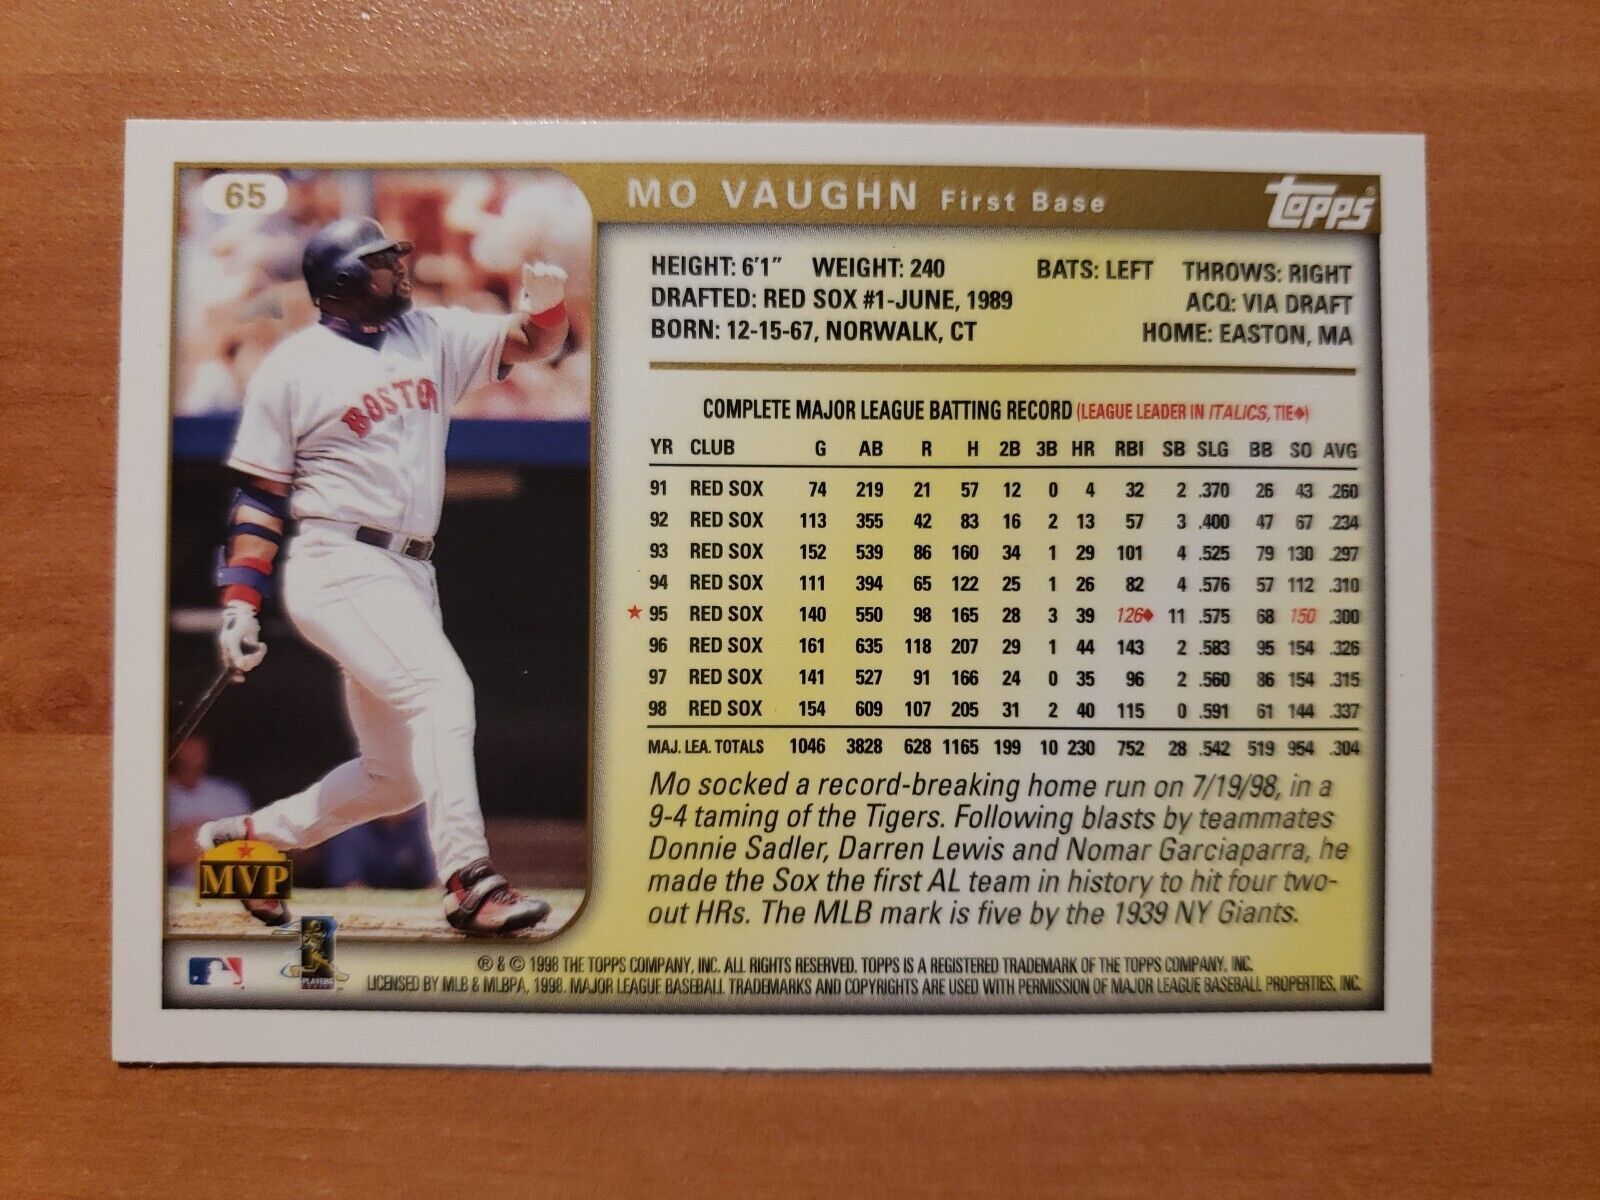 65
MO VAUGHN First Base
Topps®
HEIGHT: 6'1" WEIGHT: 240 BATS: LEFT THROWS: RIGHT
DRAFTED: RED SOX #1-JUNE, 1989 ACQ: VIA DRAFT
BORN: 12-15-67, NORWALK, CT HOME: EASTON, MA
COMPLETE MAJOR LEAGUE BATTING RECORD (LEAGUE LEADER IN ITALICS, TIE♦)
YR CLUB G AB R H 2B 3B HR RBI SB SLG BB SO AVG
91 RED SOX 74 219 21 57 12 0 4 32 2 .370 26 43 .260
92 RED SOX 113 355 42 83 16 2 13 57 3 .400 47 67 .234
93 RED SOX 152 539 86 160 34 1 29 101 4 .525 79 130 .297
94 RED SOX 111 394 65 122 25 1 26 82 4 .576 57 112 .310
★ 95 RED SOX 140 550 98 165 28 3 39 126♦ 11 .575 68 150 .300
96 RED SOX 161 635 118 207 29 1 44 143 2 .583 95 154 .326
97 RED SOX 141 527 91 166 24 0 35 96 2 .560 86 154 .315
98 RED SOX 154 609 107 205 31 2 40 115 0 .591 61 144 .337
MAJ. LEA. TOTALS 1046 3828 628 1165 199 10 230 752 28 .542 519 954 .304
Mo socked a record-breaking home run on 7/19/98, in a
9-4 taming of the Tigers. Following blasts by teammates
Donnie Sadler, Darren Lewis and Nomar Garciaparra, he
made the Sox the first AL team in history to hit four two-
out HRs. The MLB mark is five by the 1939 NY Giants.
BOSTON
MVP
PLAYERS
® & © 1998 THE TOPPS COMPANY, INC. ALL RIGHTS RESERVED. TOPPS IS A REGISTERED TRADEMARK OF THE TOPPS COMPANY, INC.
LICENSED BY MLB & MLBPA, 1998. MAJOR LEAGUE BASEBALL TRADEMARKS AND COPYRIGHTS ARE USED WITH PERMISSION OF MAJOR LEAGUE BASEBALL PROPERTIES, INC.